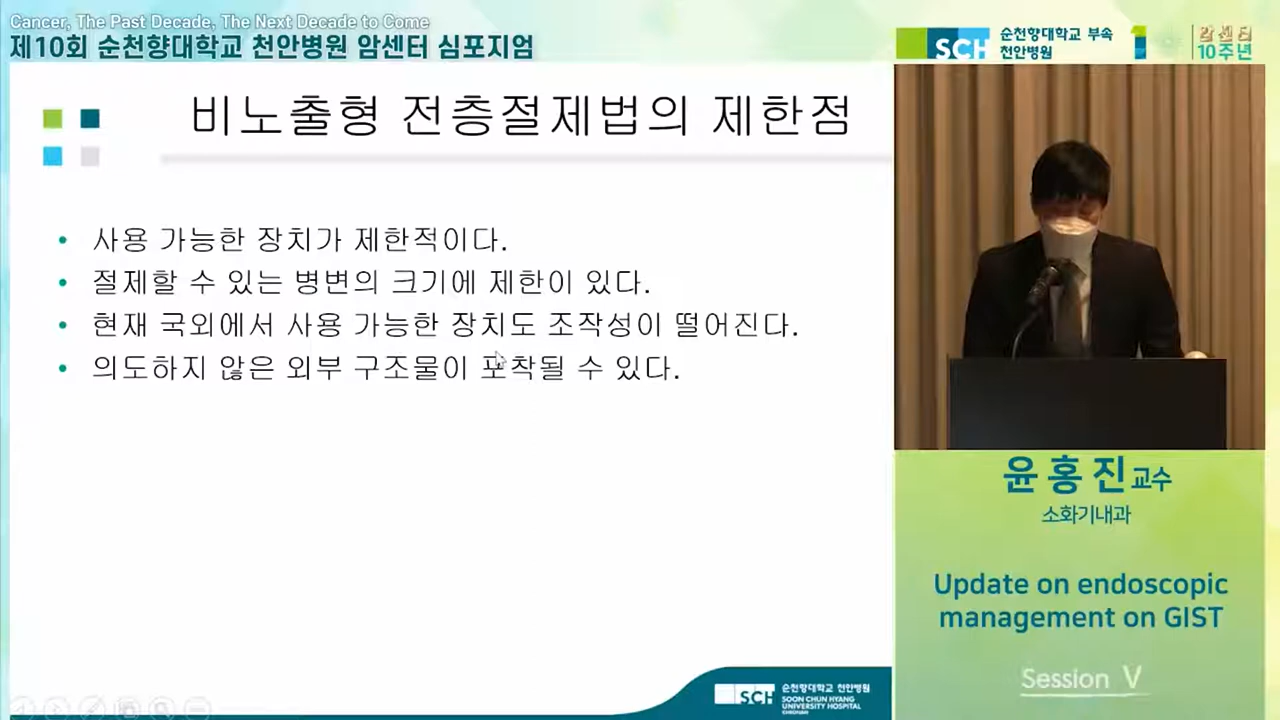 Cancer, The Past Decade, The Next Decade to Come
제10회 순천향대학교 천안병원 암센터 심포지엄
SCH 순천향대학교 부속
천안병원
암센터
10주년
비노출형 전층절제법의 제한점
• 사용 가능한 장치가 제한적이다.
• 절제할 수 있는 병변의 크기에 제한이 있다.
• 현재 국외에서 사용 가능한 장치도 조작성이 떨어진다.
• 의도하지 않은 외부 구조물이 포착될 수 있다.
윤홍진교수
소화기내과
Update on endoscopic
management on GIST
Session V
SCH 순천향대학교 천안병원
SOON CHUN HYANG
UNIVERSITY HOSPITAL
CHEONAN